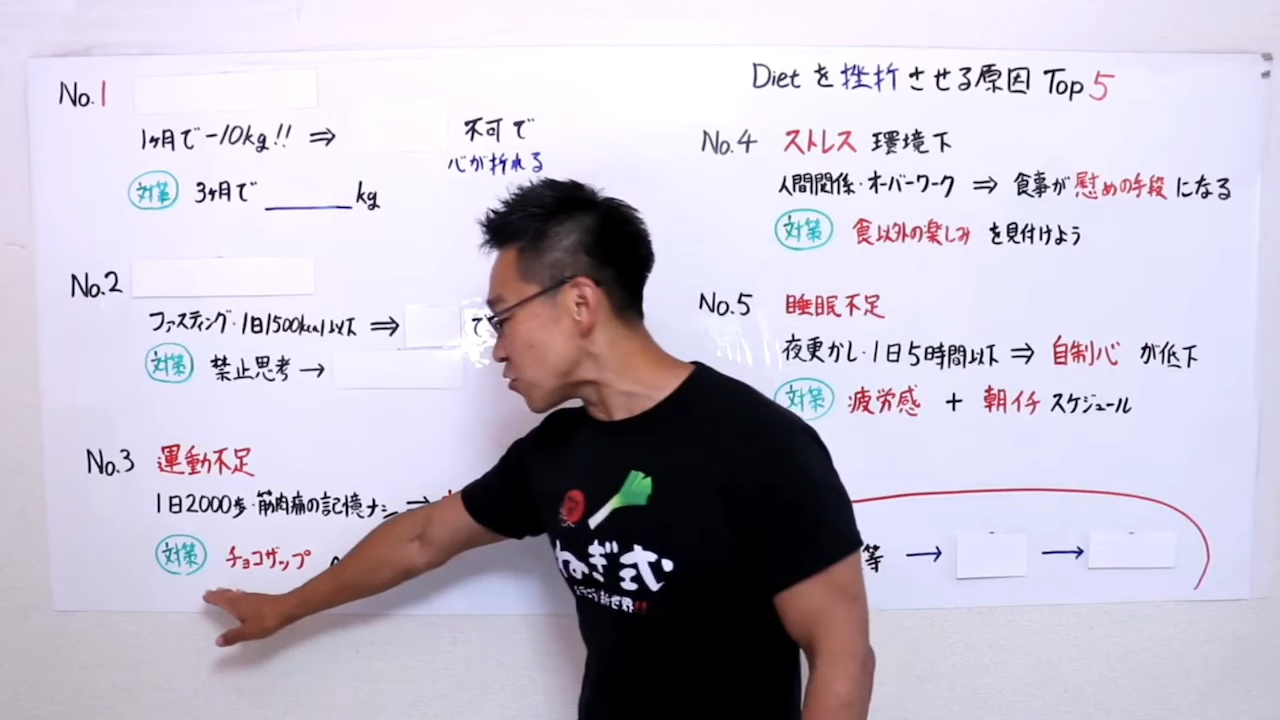 Dietを挫折させる原因Top5
No.1
1ヶ月で-10kg!! ⇒ 不可で
心が折れる
対策 3ヶ月で ______kg
No.2
ファスティング・1日1500kcal以下 ⇒ で
対策 禁止思考→
No.3 運動不足
1日2000歩・筋肉痛の記憶ナシ→
対策 チョコザップ
No.4 ストレス 環境下
人間関係・オーバーワーク ⇒ 食事が慰めの手段になる
対策 食以外の楽しみ を見付けよう
No.5 睡眠不足
夜更かし・1日5時間以下 ⇒ 自制心 が低下
対策 疲労感 + 朝イチ スケジュール
等 → →
ねぎ式
新世界!!